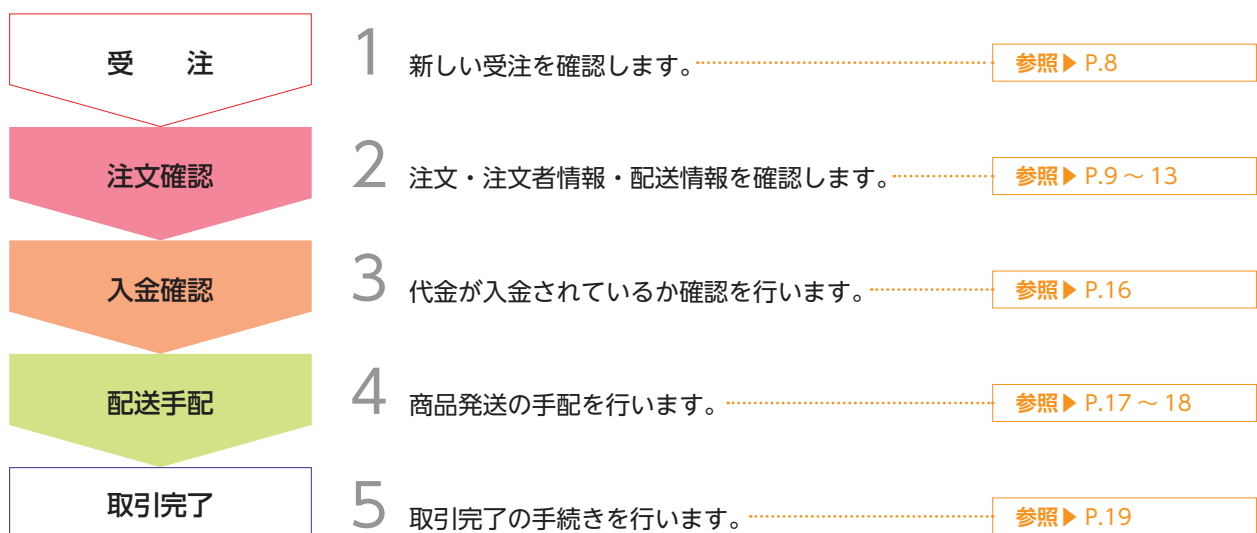 受　注
1 新しい受注を確認します。 参照▶ P.8
注文確認
2 注文・注文者情報・配送情報を確認します。 参照▶ P.9～13
入金確認
3 代金が入金されているか確認を行います。 参照▶ P.16
配送手配
4 商品発送の手配を行います。 参照▶ P.17～18
取引完了
5 取引完了の手続きを行います。 参照▶ P.19